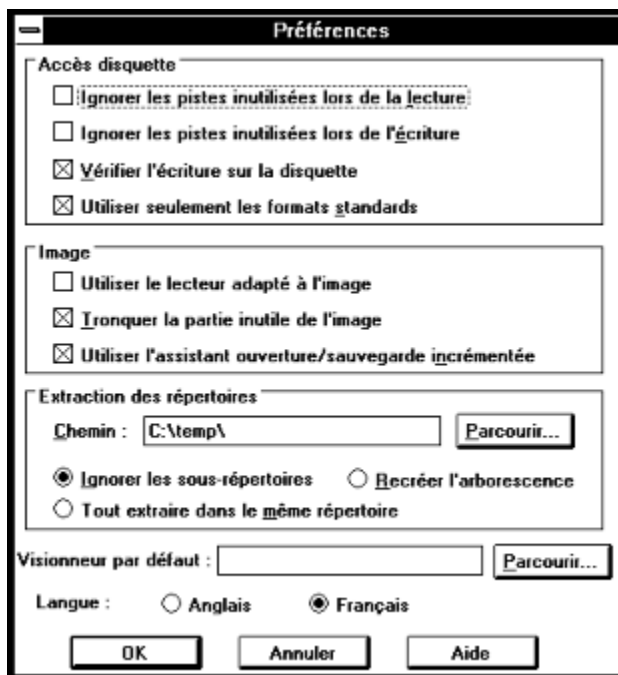 Préférences
Accès disquette
Ignorer les pistes inutilisées lors de la lecture
Ignorer les pistes inutilisées lors de l'écriture
Vérifier l'écriture sur la disquette
Utiliser seulement les formats standards
Image
Utiliser le lecteur adapté à l'image
Tronquer la partie inutile de l'image
Utiliser l'assistant ouverture/sauvegarde incrémentée
Extraction des répertoires
Chemin : C:\temp\ Parcourir...
Ignorer les sous-répertoires Recréer l'arborescence
Tout extraire dans le même répertoire
Visionneur par défaut : Parcourir...
Langue : Anglais Français
OK Annuler Aide